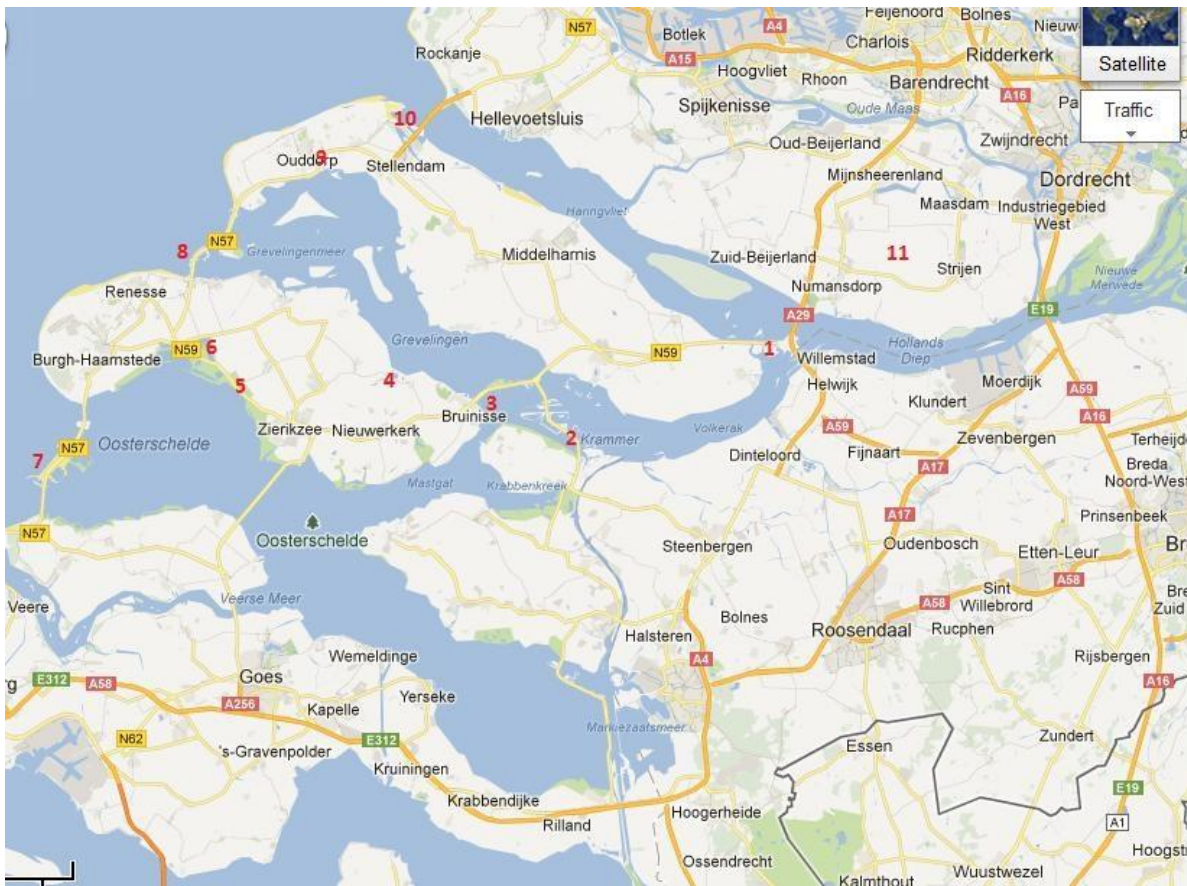 Feijenoord
Bolnes
N57
A4
Botlek
Charlois
Ridderkerk
Rockanje
A15
Hoogvliet
Rhoon
Barendrecht
Satellite
A16
Spijkenisse
Oude Maas
Traffic
10
Hellevoetsluis
Zwijndrecht
Oud-Beijerland
9
Ouddorp
Stellendam
Mijnsheerenland
Dordrecht
Maasdam
Industriegebied
West
Haringvliet
8
N57
Grevelingenmeer
Middelharnis
Zuid-Beijerland
11
Strijen
Nieuwe
Merwede
Renesse
Numansdorp
A29
E19
6
N59
Grevelingen
N59
1
Hollands
Diep
Burgh-Haamstede
Willemstad
5
4
Helwijk
Moerdijk
A59
Klundert
3
Bruinisse
A16
Zierikzee
Nieuwerkerk
2
Krammer
Volkerak
A59
Zevenbergen
Oosterschelde
N57
7
Dinteloord
Fijnaart
A17
Terheijd
Breda
Noord-West
Mastgat
Krabbenkreek
A17
Prinsenbeek
N57
Oosterschelde
Steenbergen
Oudenbosch
Etten-Leur
Br
A58
Veere
Veerse Meer
Sint
Willebrord
Bre
Zuid
A58
Halsteren
Bolnes
Roosendaal
Rucphen
Wemeldinge
A4
Rijsbergen
E312
A58
Goes
Yerseke
A16
A256
Kapelle
Markiezaatsmeer
N62
's-Gravenpolder
E312
Essen
Zundert
Kruiningen
E19
Krabbendijke
Hoogerheide
Rilland
A1
Hoogstr
Ossendrecht
Wuustwezel
Kalmthout